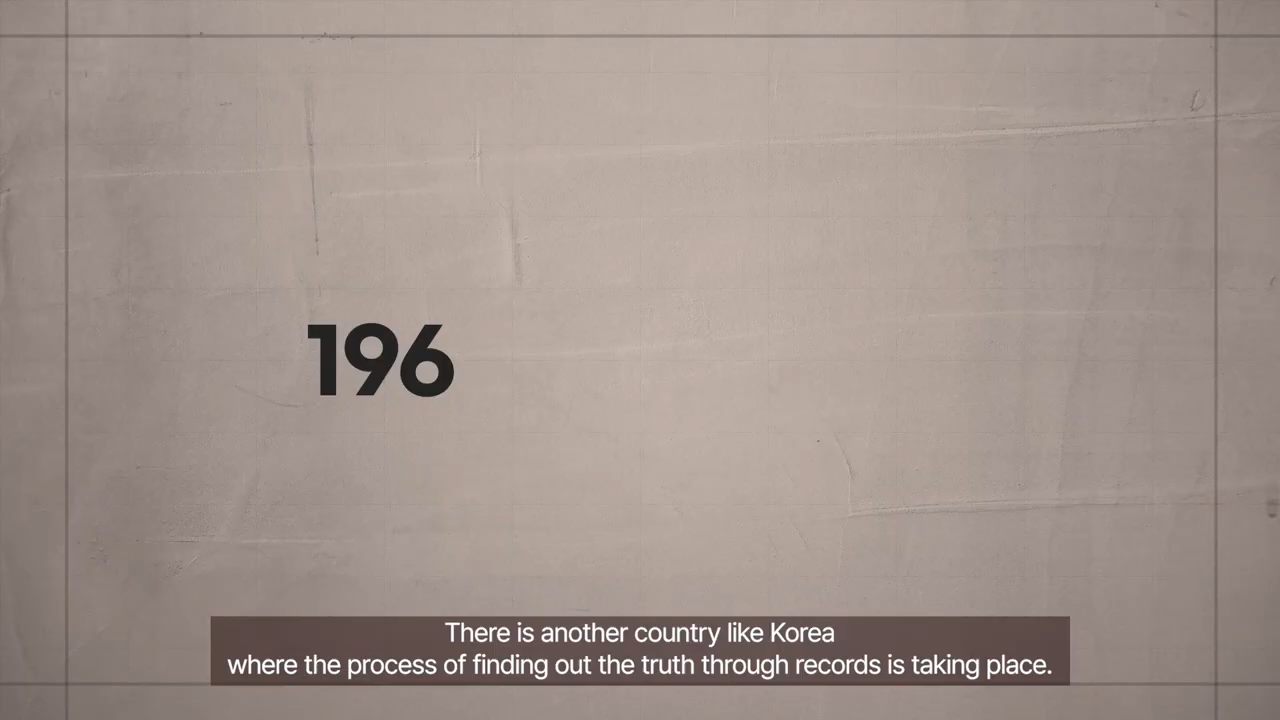 196
There is another country like Korea
where the process of finding out the truth through records is taking place.